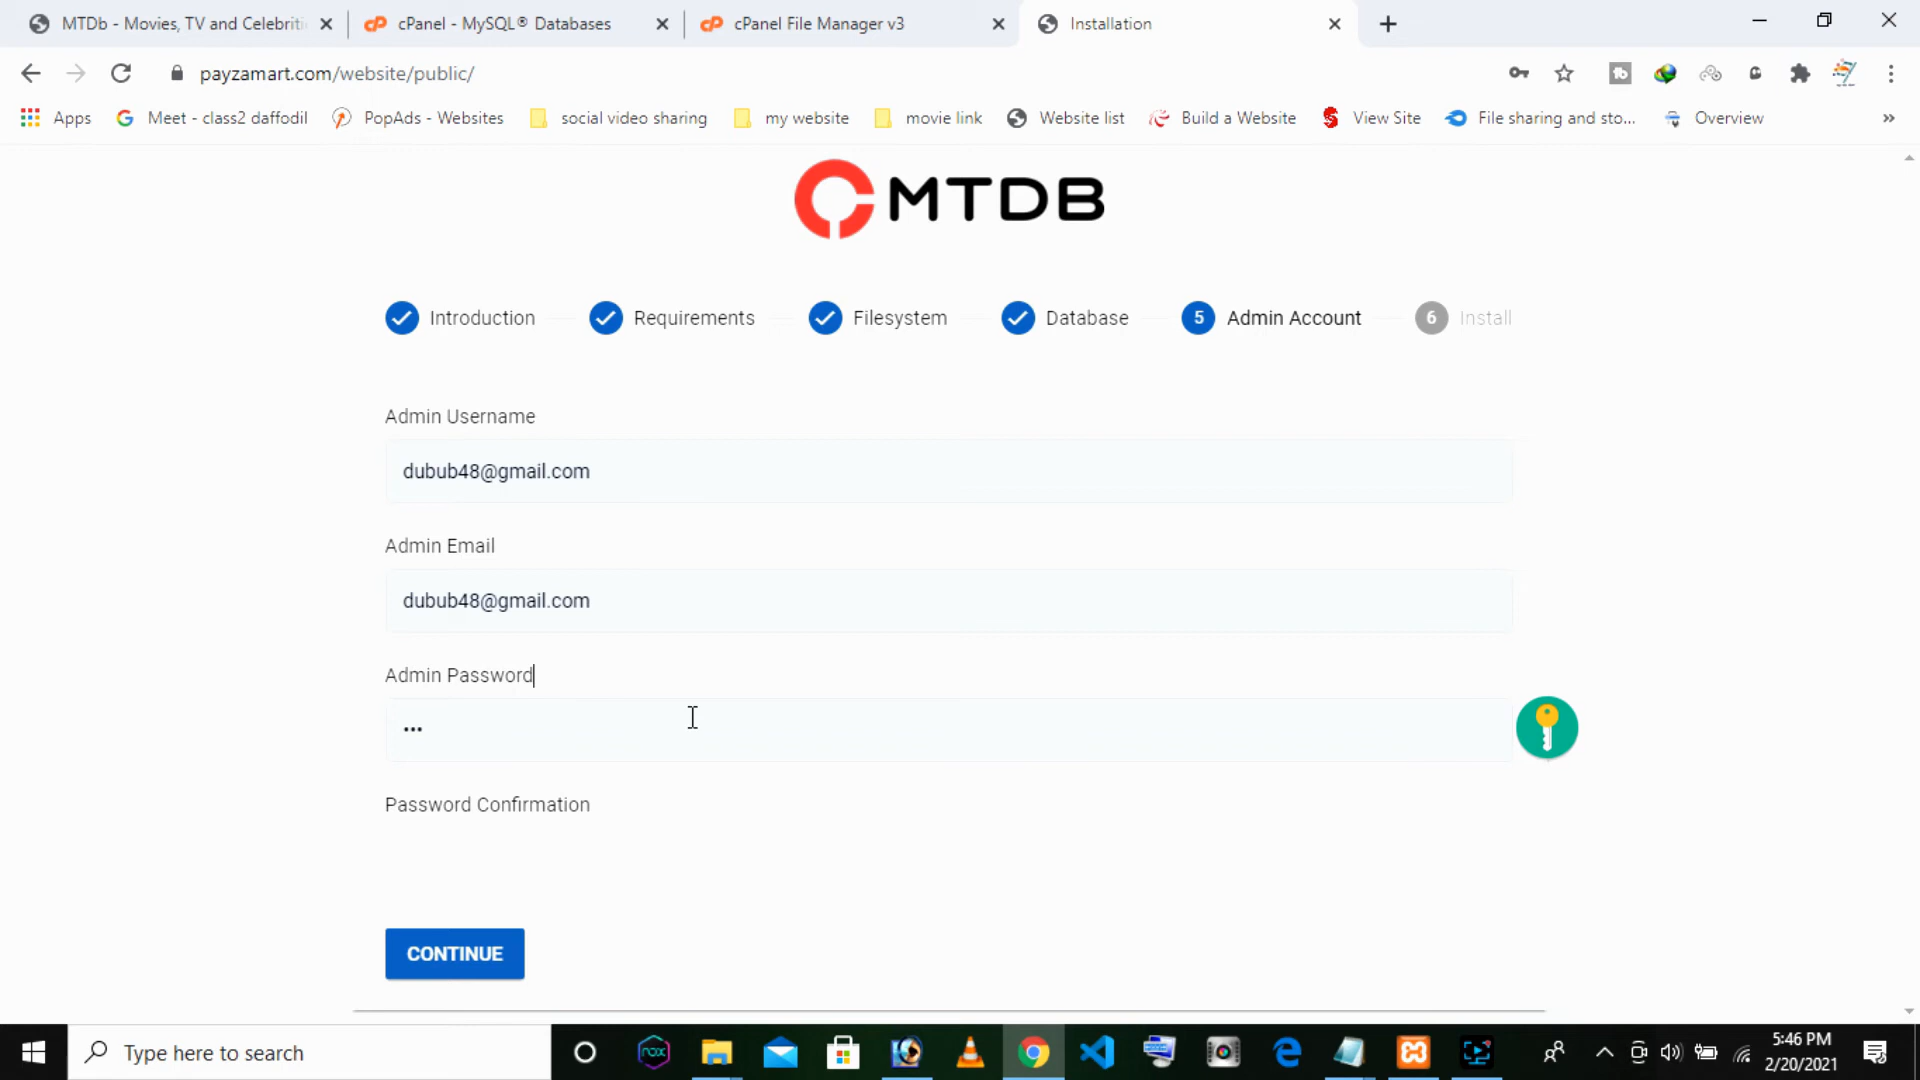 MTDb - Movies, TV and Celebriti
cPanel - MySQL® Databases
cPanel File Manager v3
Installation
payzamart.com/website/public/
Apps
Meet - class2 daffodil
PopAds - Websites
social video sharing
my website
movie link
Website list
Build a Website
View Site
File sharing and sto...
Overview
»
MTDB
Introduction
Requirements
Filesystem
Database
5 Admin Account
6 Install
Admin Username
dubub48@gmail.com
Admin Email
dubub48@gmail.com
Admin Password
•••
Password Confirmation
CONTINUE
Type here to search
nox
5:46 PM
2/20/2021